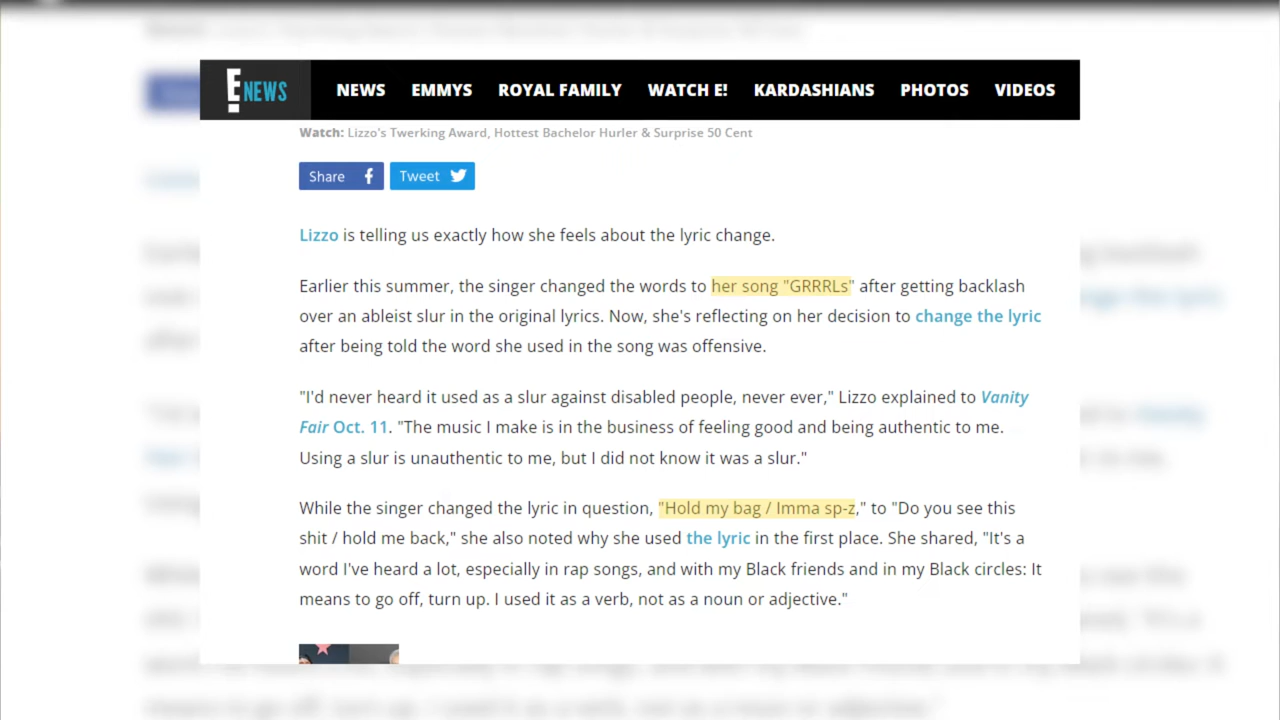 E NEWS NEWS EMMYS ROYAL FAMILY WATCH E! KARDASHIANS PHOTOS VIDEOS
Watch: Lizzo's Twerking Award, Hottest Bachelor Hurler & Surprise 50 Cent
Share f Tweet
Lizzo is telling us exactly how she feels about the lyric change.
Earlier this summer, the singer changed the words to her song "GRRRLs" after getting backlash
over an ableist slur in the original lyrics. Now, she's reflecting on her decision to change the lyric
after being told the word she used in the song was offensive.
"I'd never heard it used as a slur against disabled people, never ever," Lizzo explained to Vanity
Fair Oct. 11. "The music I make is in the business of feeling good and being authentic to me.
Using a slur is unauthentic to me, but I did not know it was a slur."
While the singer changed the lyric in question, "Hold my bag / Imma sp-z," to "Do you see this
shit / hold me back," she also noted why she used the lyric in the first place. She shared, "It's a
word I've heard a lot, especially in rap songs, and with my Black friends and in my Black circles: It
means to go off, turn up. I used it as a verb, not as a noun or adjective."